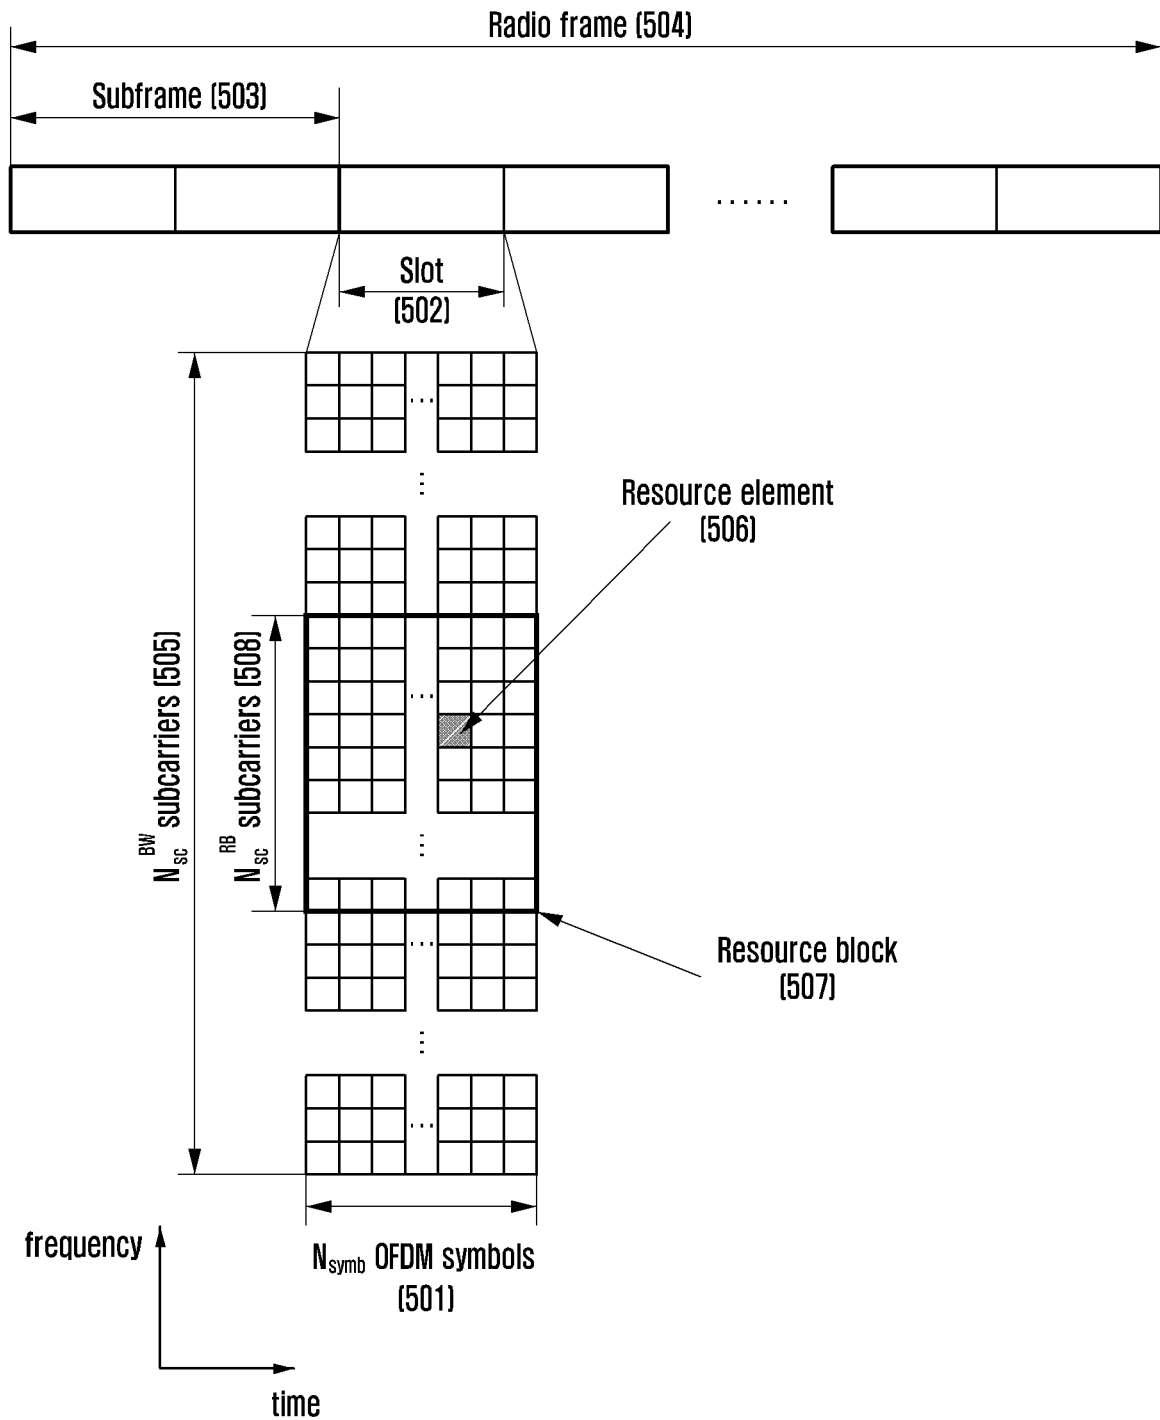 Radio frame (504)
Subframe (503)
......
Slot
(502)
...
...
Resource element
(506)
N_sc^BW subcarriers (505)
N_sc^RB subcarriers (508)
...
...
...
Resource block
(507)
...
...
frequency
N_symb OFDM symbols
(501)
time